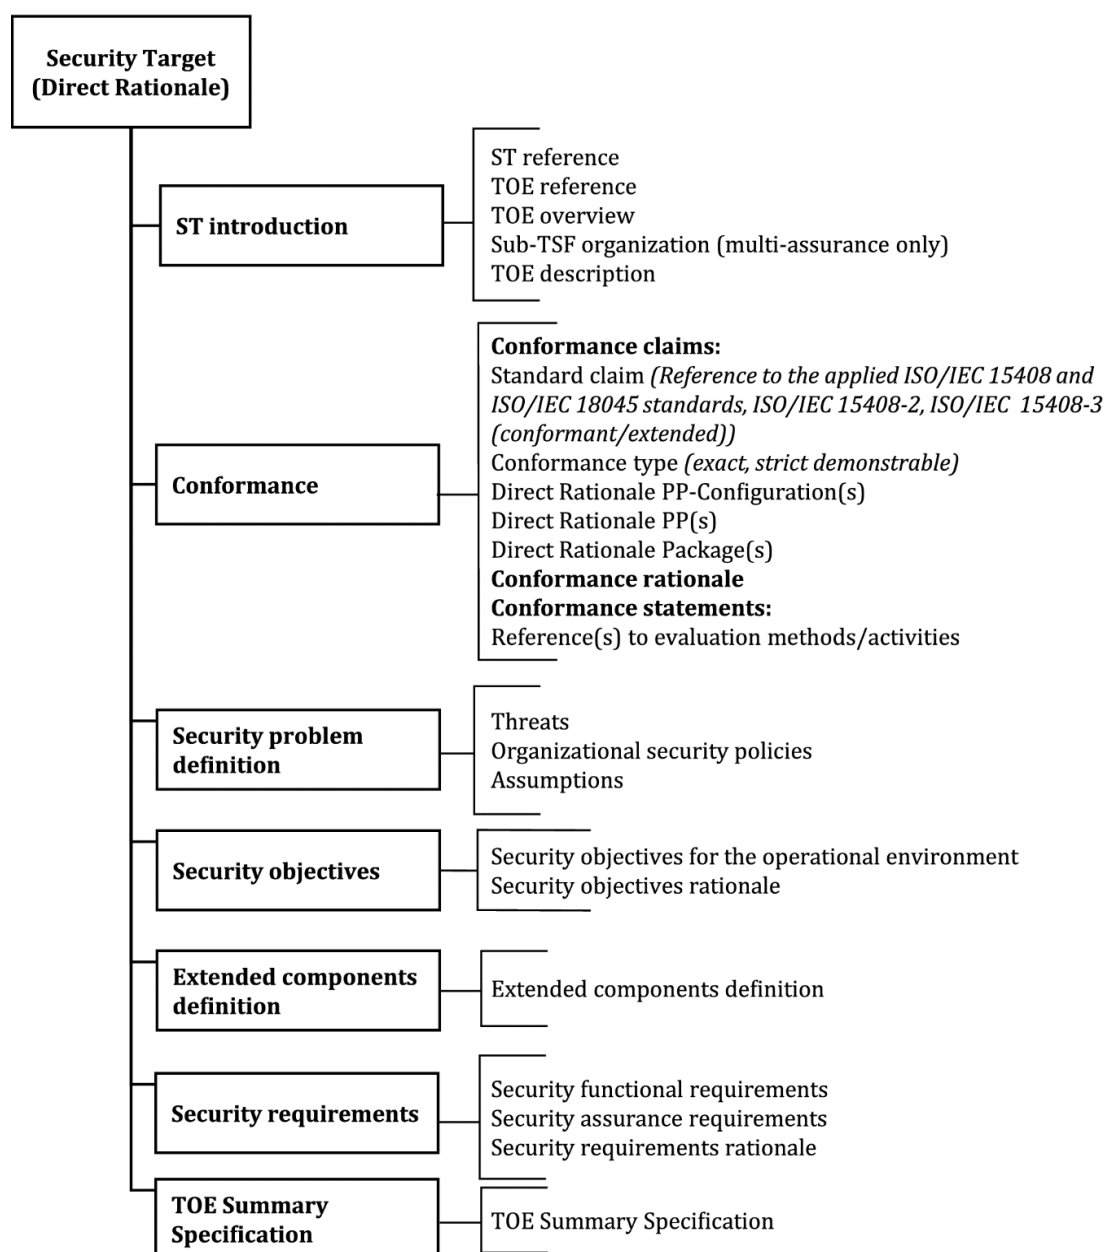 Security Target
(Direct Rationale)
ST introduction
ST reference
TOE reference
TOE overview
Sub-TSF organization (multi-assurance only)
TOE description
Conformance
Conformance claims:
Standard claim (Reference to the applied ISO/IEC 15408 and
ISO/IEC 18045 standards, ISO/IEC 15408-2, ISO/IEC 15408-3
(conformant/extended))
Conformance type (exact, strict demonstrable)
Direct Rationale PP-Configuration(s)
Direct Rationale PP(s)
Direct Rationale Package(s)
Conformance rationale
Conformance statements:
Reference(s) to evaluation methods/activities
Security problem
definition
Threats
Organizational security policies
Assumptions
Security objectives
Security objectives for the operational environment
Security objectives rationale
Extended components
definition
Extended components definition
Security requirements
Security functional requirements
Security assurance requirements
Security requirements rationale
TOE Summary
Specification
TOE Summary Specification